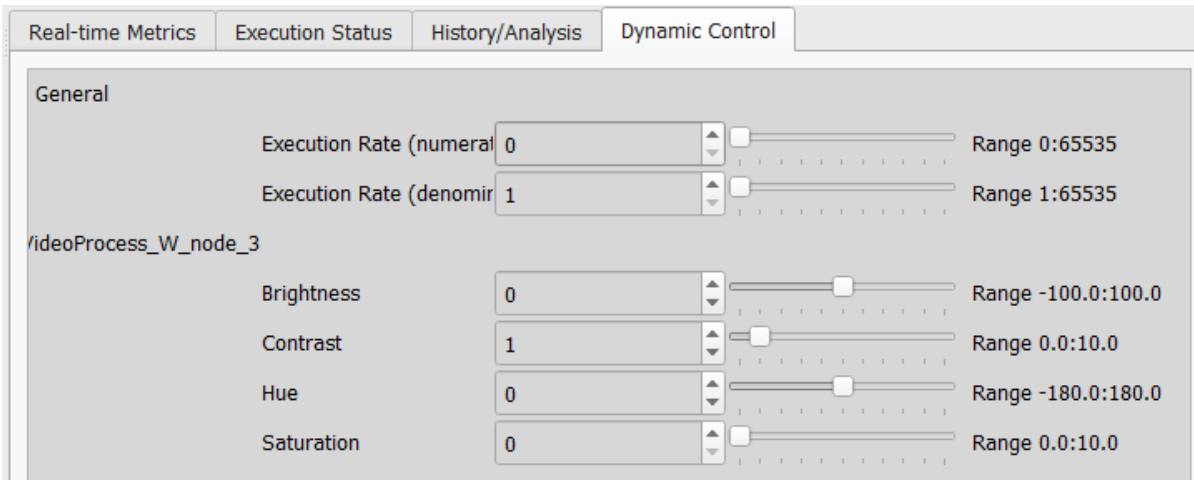 Real-time Metrics Execution Status History/Analysis Dynamic Control
General
Execution Rate (numerat 0 Range 0:65535
Execution Rate (denomin 1 Range 1:65535
VideoProcess_W_node_3
Brightness 0 Range -100.0:100.0
Contrast 1 Range 0.0:10.0
Hue 0 Range -180.0:180.0
Saturation 0 Range 0.0:10.0